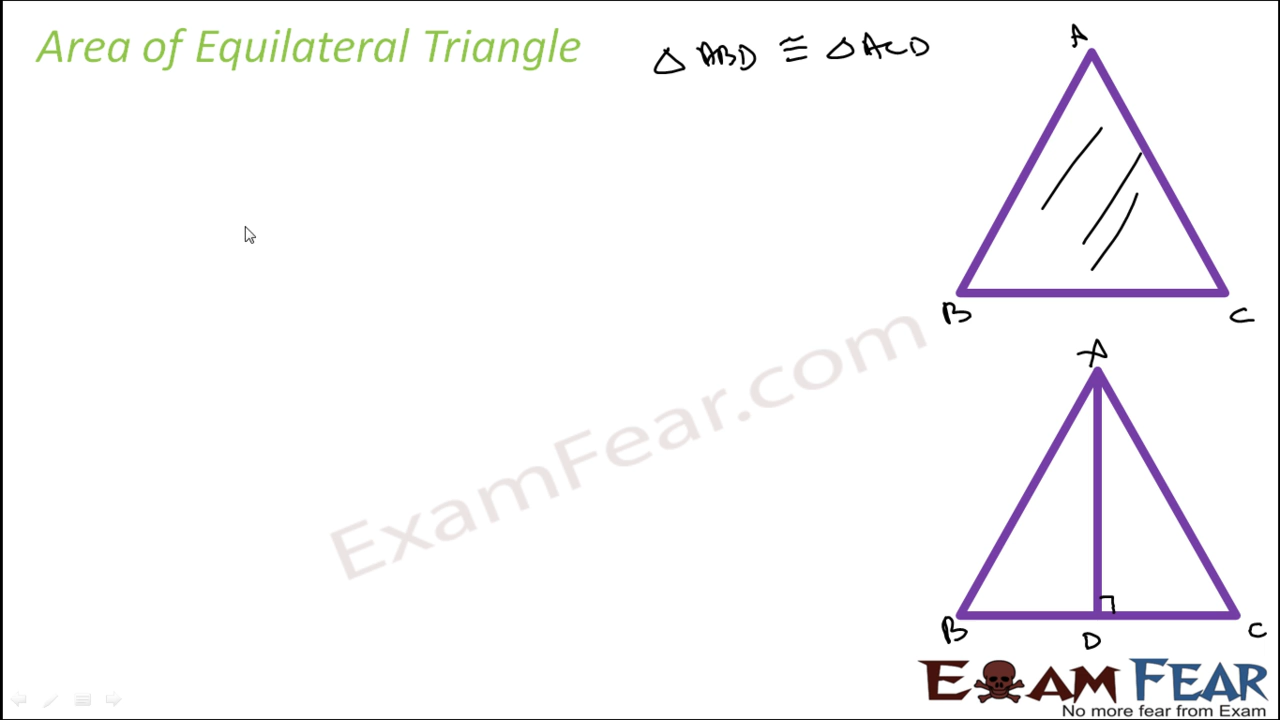 Area of Equilateral Triangle
△ ABD ≅ △ ACD
A
B
C
A
B
D
C
ExamFear.com
EXAM FEAR
No more fear from Exam